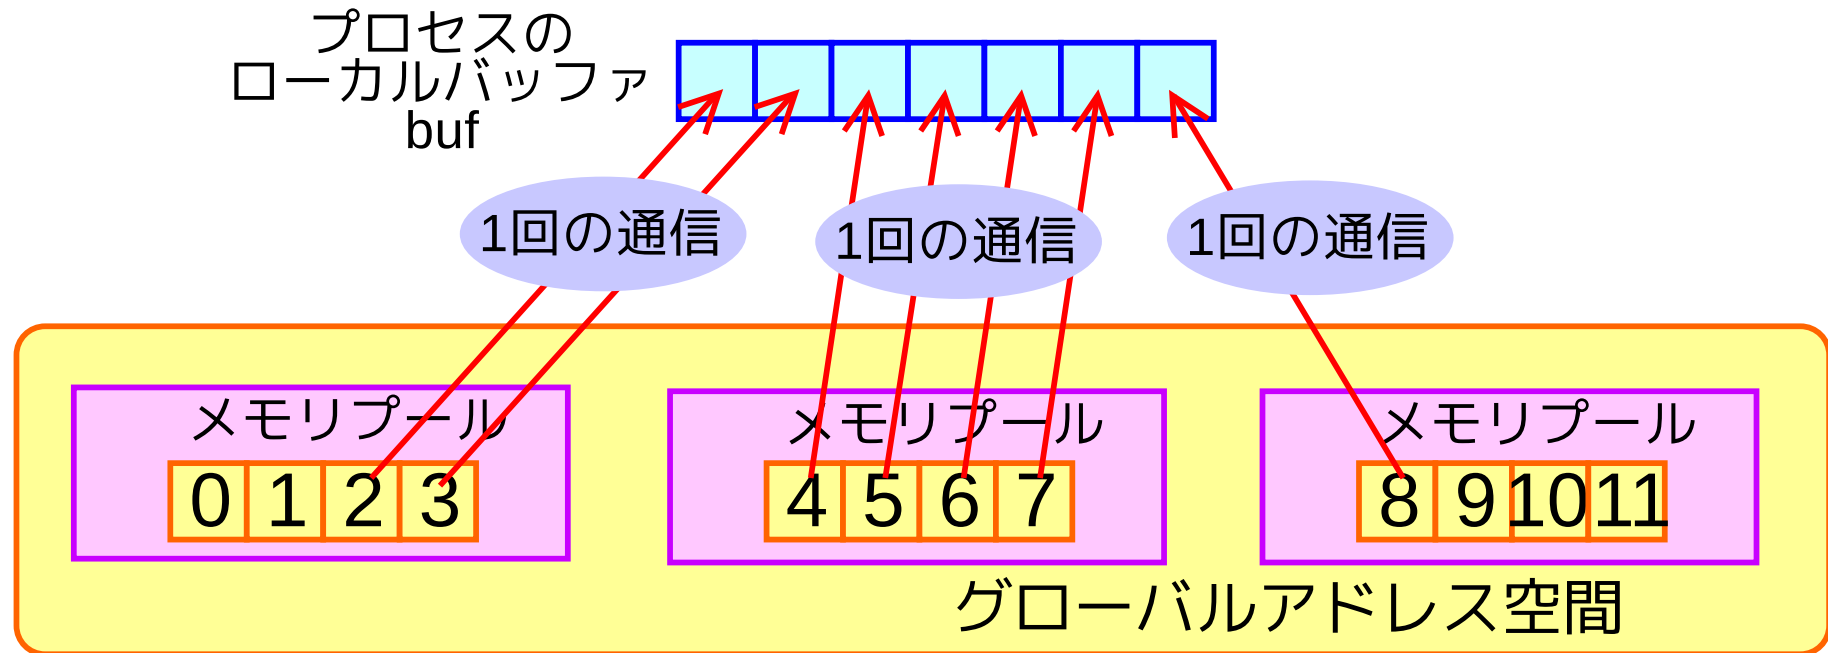 プロセスの
ローカルバッファ
buf
1回の通信
1回の通信
1回の通信
メモリプール
メモリプール
メモリプール
0 1 2 3
4 5 6 7
8 9 10 11
グローバルアドレス空間